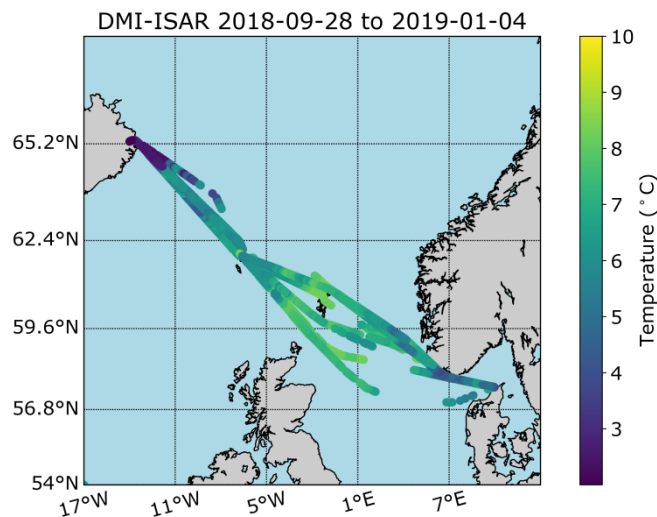 DMI-ISAR 2018-09-28 to 2019-01-04
65.2°N
62.4°N
59.6°N
56.8°N
54°N
17°W
11°W
5°W
1°E
7°E
10
9
8
7
6
5
4
3
Temperature (°C)